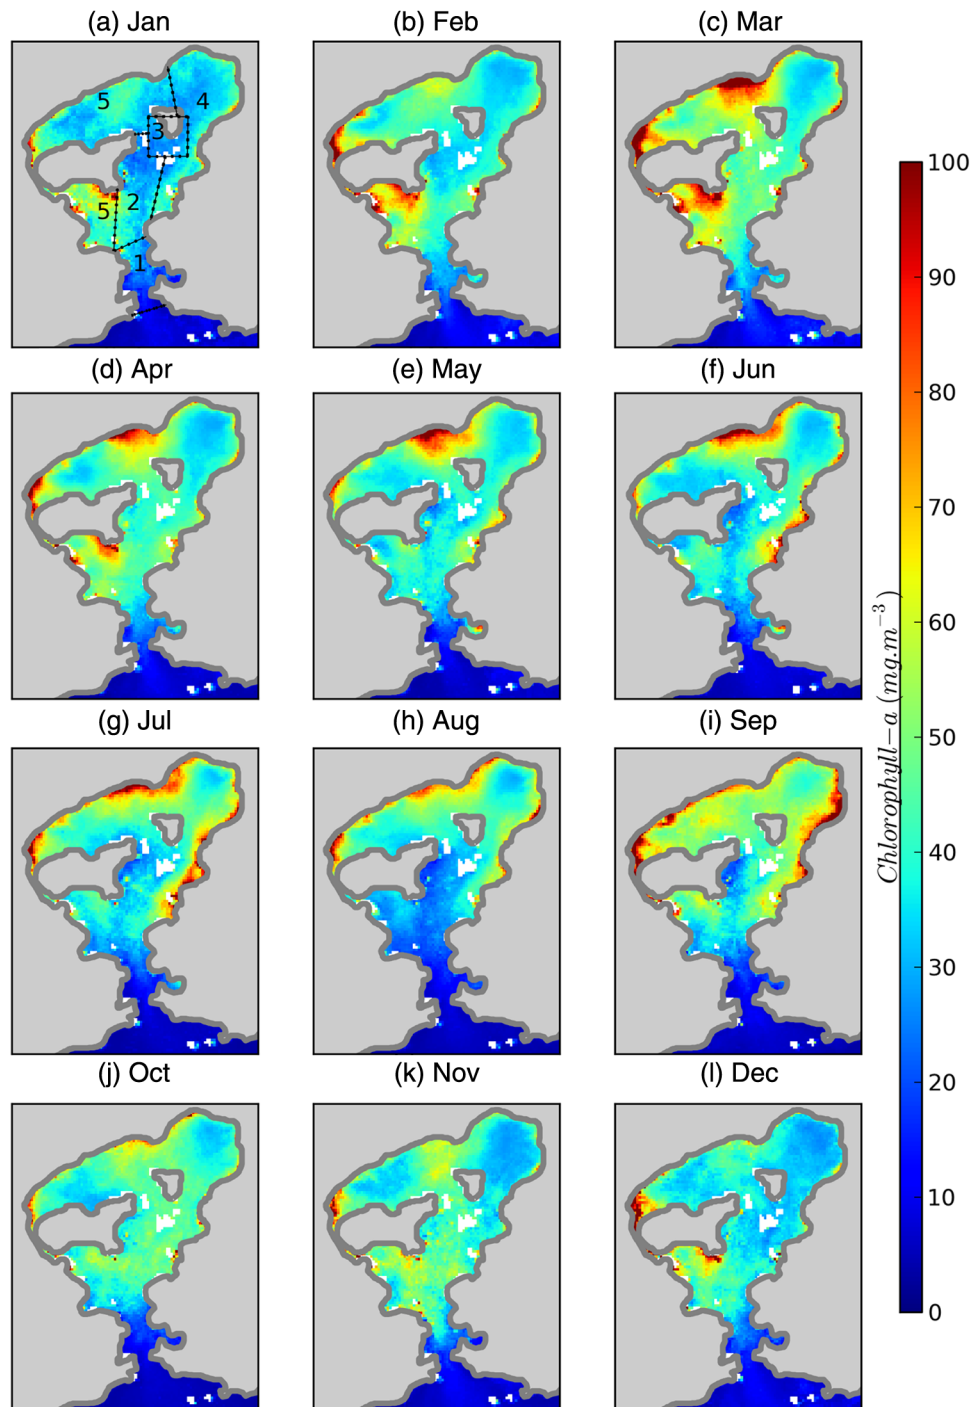 (a) Jan
(b) Feb
(c) Mar
5
4
3
5
2
1
(d) Apr
(e) May
(f) Jun
(g) Jul
(h) Aug
(i) Sep
(j) Oct
(k) Nov
(l) Dec
100
90
80
70
60
50
40
30
20
10
0
Chlorophyll−a (mg.m⁻³)